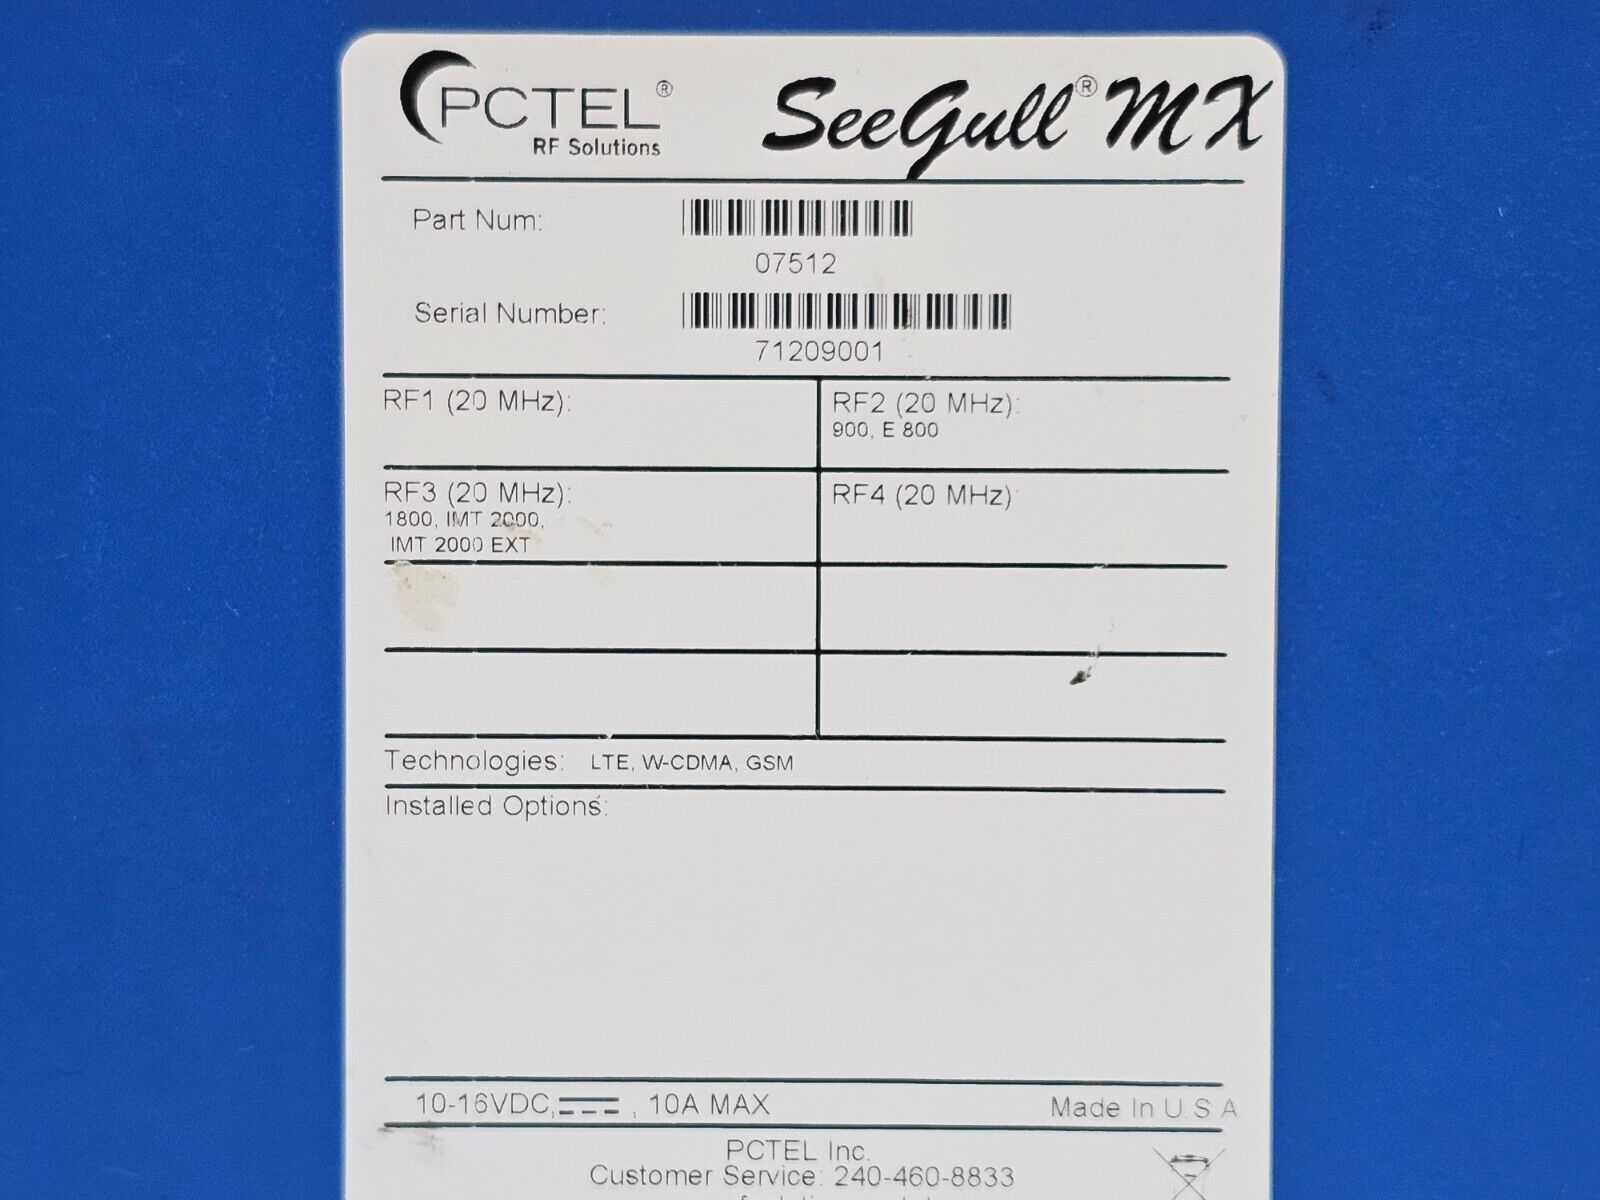 PCTEL® SeeGull® MX
RF Solutions
Part Num:
07512
Serial Number:
71209001
RF1 (20 MHz):
RF2 (20 MHz):
900, E 800
RF3 (20 MHz):
1800, IMT 2000,
IMT 2000 EXT
RF4 (20 MHz):
Technologies: LTE, W-CDMA, GSM
Installed Options:
10-16VDC, , 10A MAX Made In U.S.A
PCTEL Inc.
Customer Service: 240-460-8833